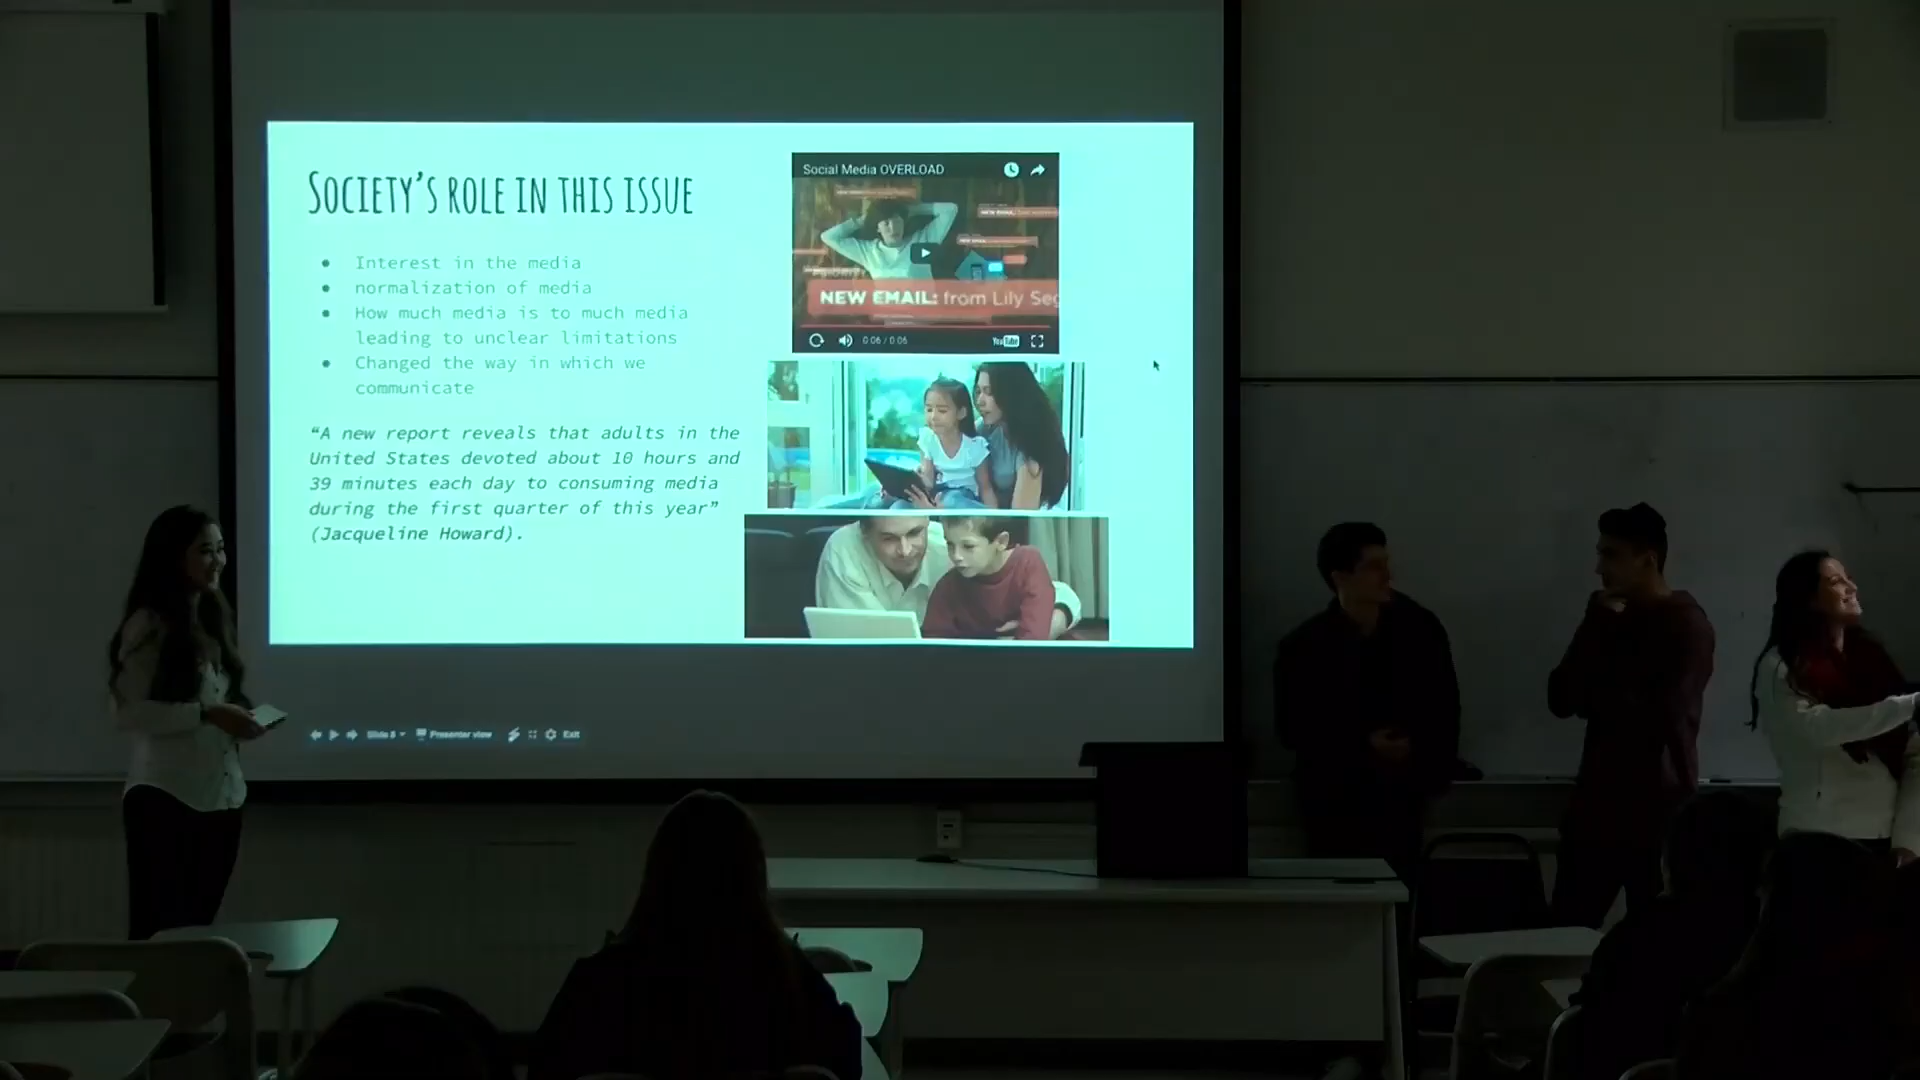 SOCIETY'S ROLE IN THIS ISSUE
● Interest in the media
● normalization of media
● How much media is to much media
leading to unclear limitations
● Changed the way in which we
communicate
“A new report reveals that adults in the
United States devoted about 10 hours and
39 minutes each day to consuming media
during the first quarter of this year”
(Jacqueline Howard).
Social Media OVERLOAD
NEW EMAIL: from Lily Seg
0:06 / 0:06
YouTube
Slide 8
Presenter view
Exit